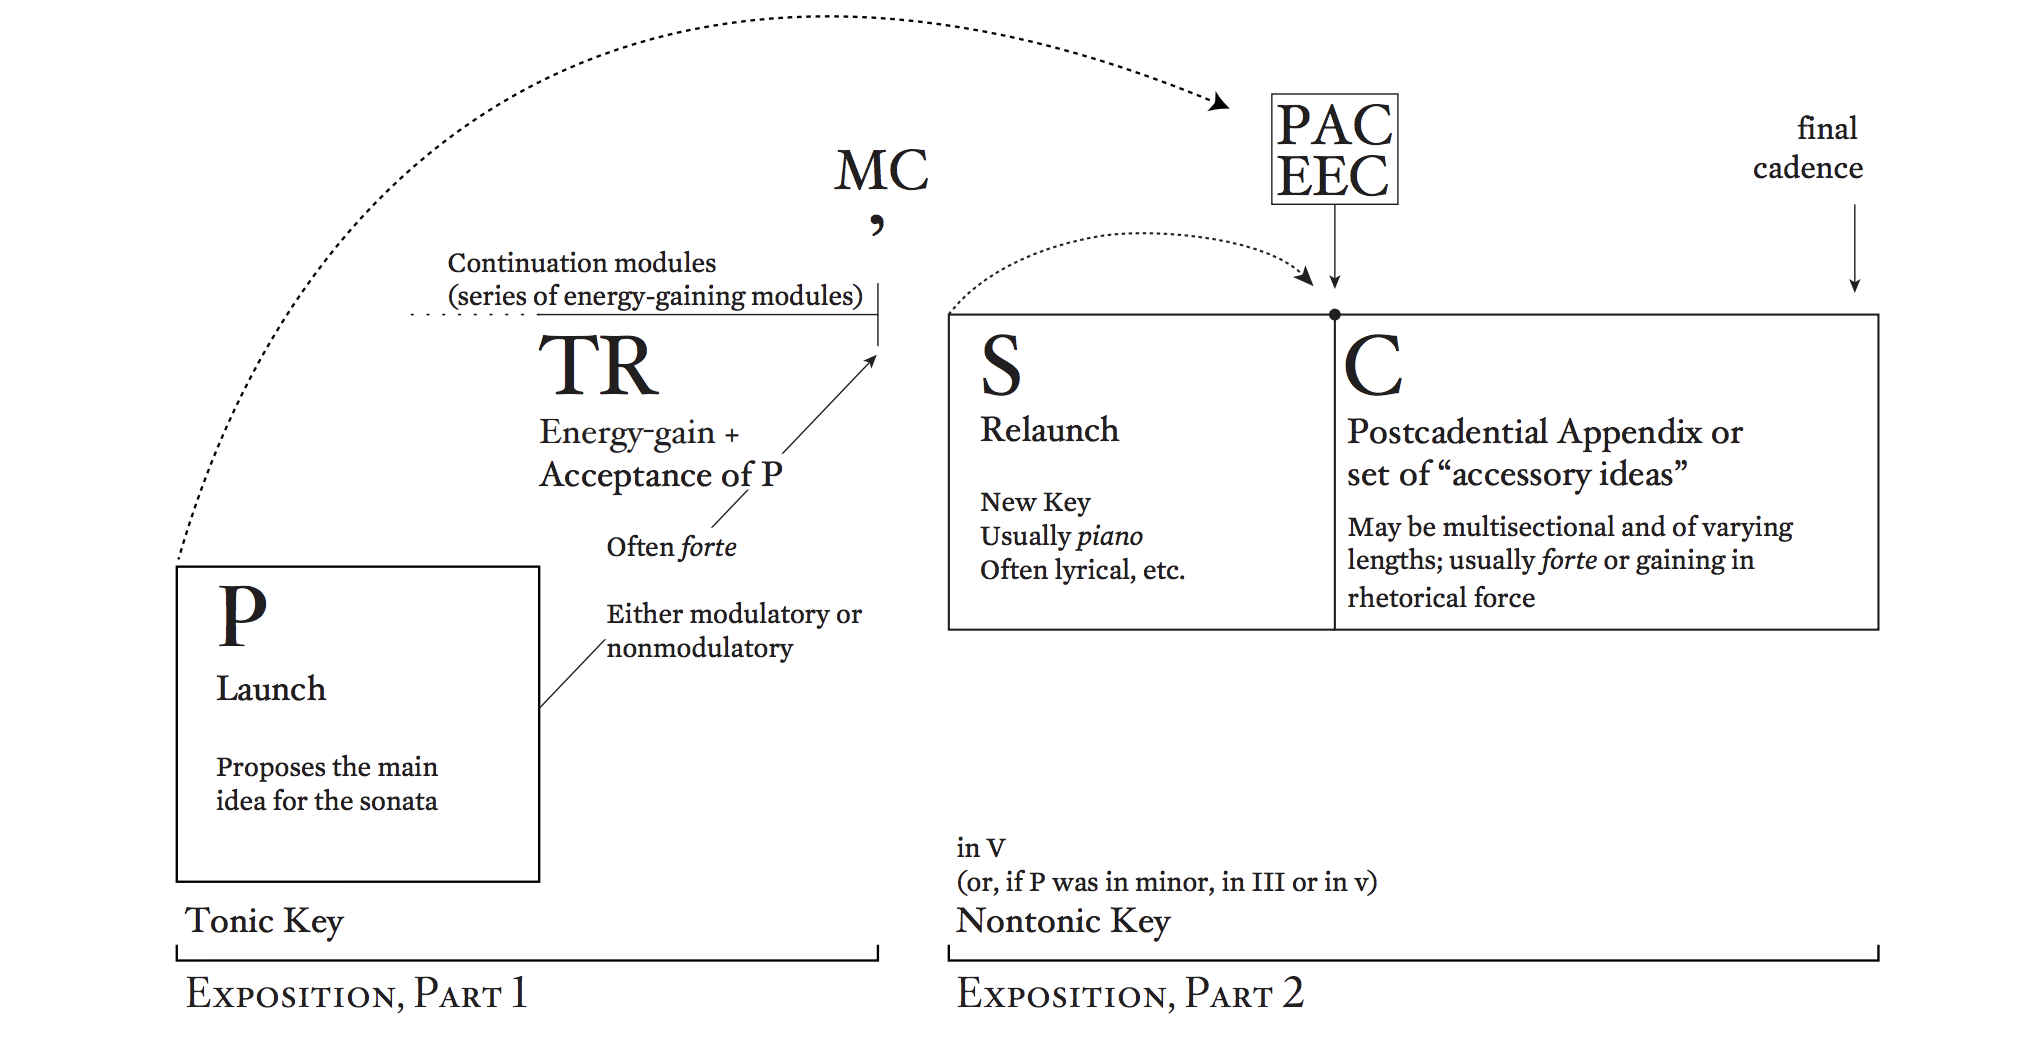 MC
,
PAC
EEC
final
cadence
Continuation modules
(series of energy-gaining modules)
TR
Energy-gain +
Acceptance of P
Often forte
Either modulatory or
nonmodulatory
P
Launch
Proposes the main
idea for the sonata
Tonic Key
Exposition, Part 1
S
Relaunch
New Key
Usually piano
Often lyrical, etc.
C
Postcadential Appendix or
set of “accessory ideas”
May be multisectional and of varying
lengths; usually forte or gaining in
rhetorical force
in V
(or, if P was in minor, in III or in v)
Nontonic Key
Exposition, Part 2